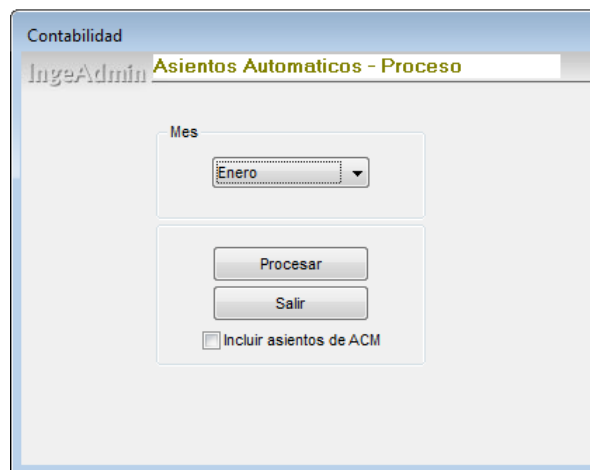 Contabilidad
IngeAdmin Asientos Automaticos - Proceso
Mes
Enero
Procesar
Salir
Incluir asientos de ACM